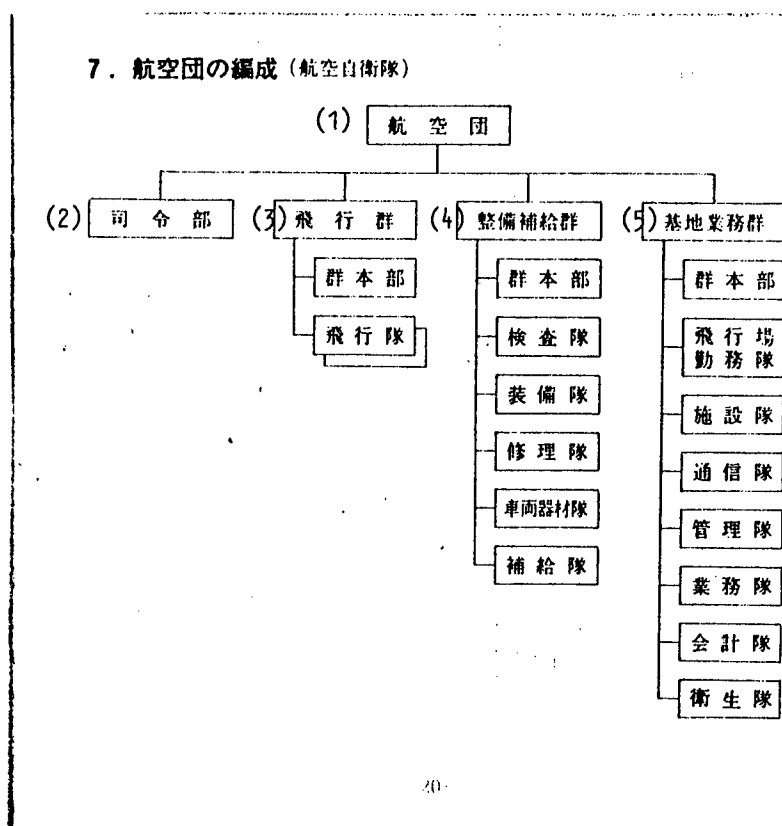 7. 航空団の編成(航空自衛隊)
(1) 航空団
(2) 司令部
(3) 飛行群
(4) 整備補給群
(5) 基地業務群
群本部
飛行隊
群本部
検査隊
装備隊
修理隊
車両器材隊
補給隊
群本部
飛行場
勤務隊
施設隊
通信隊
管理隊
業務隊
会計隊
衛生隊
20